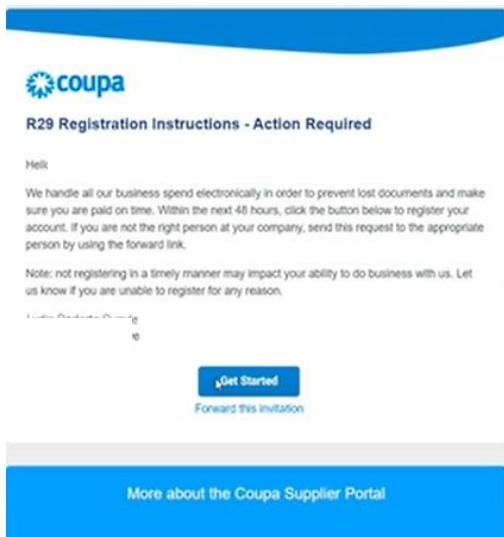 coupa
R29 Registration Instructions - Action Required
We handle all our business spend electronically in order to prevent lost documents and make
sure you are paid on time. Within the next 48 hours, click the button below to register your
account. If you are not the right person at your company, send this request to the appropriate
person by using the forward link.
Note: not registering in a timely manner may impact your ability to do business with us. Let
us know if you are unable to register for any reason.
Get Started
Forward this invitation
More about the Coupa Supplier Portal